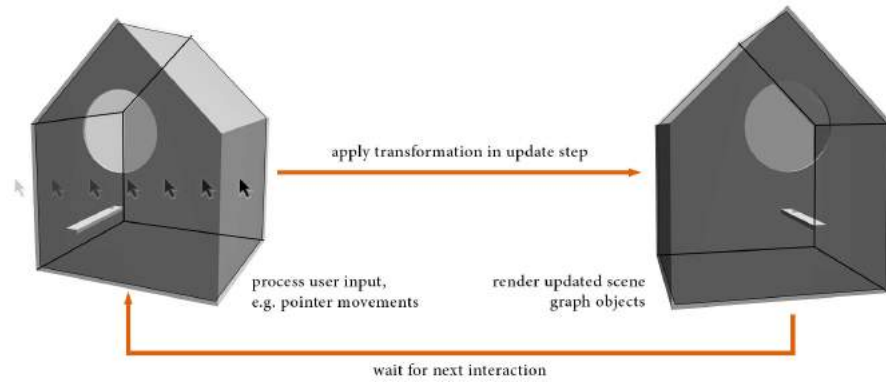 apply transformation in update step
process user input,
e.g. pointer movements
render updated scene
graph objects
wait for next interaction